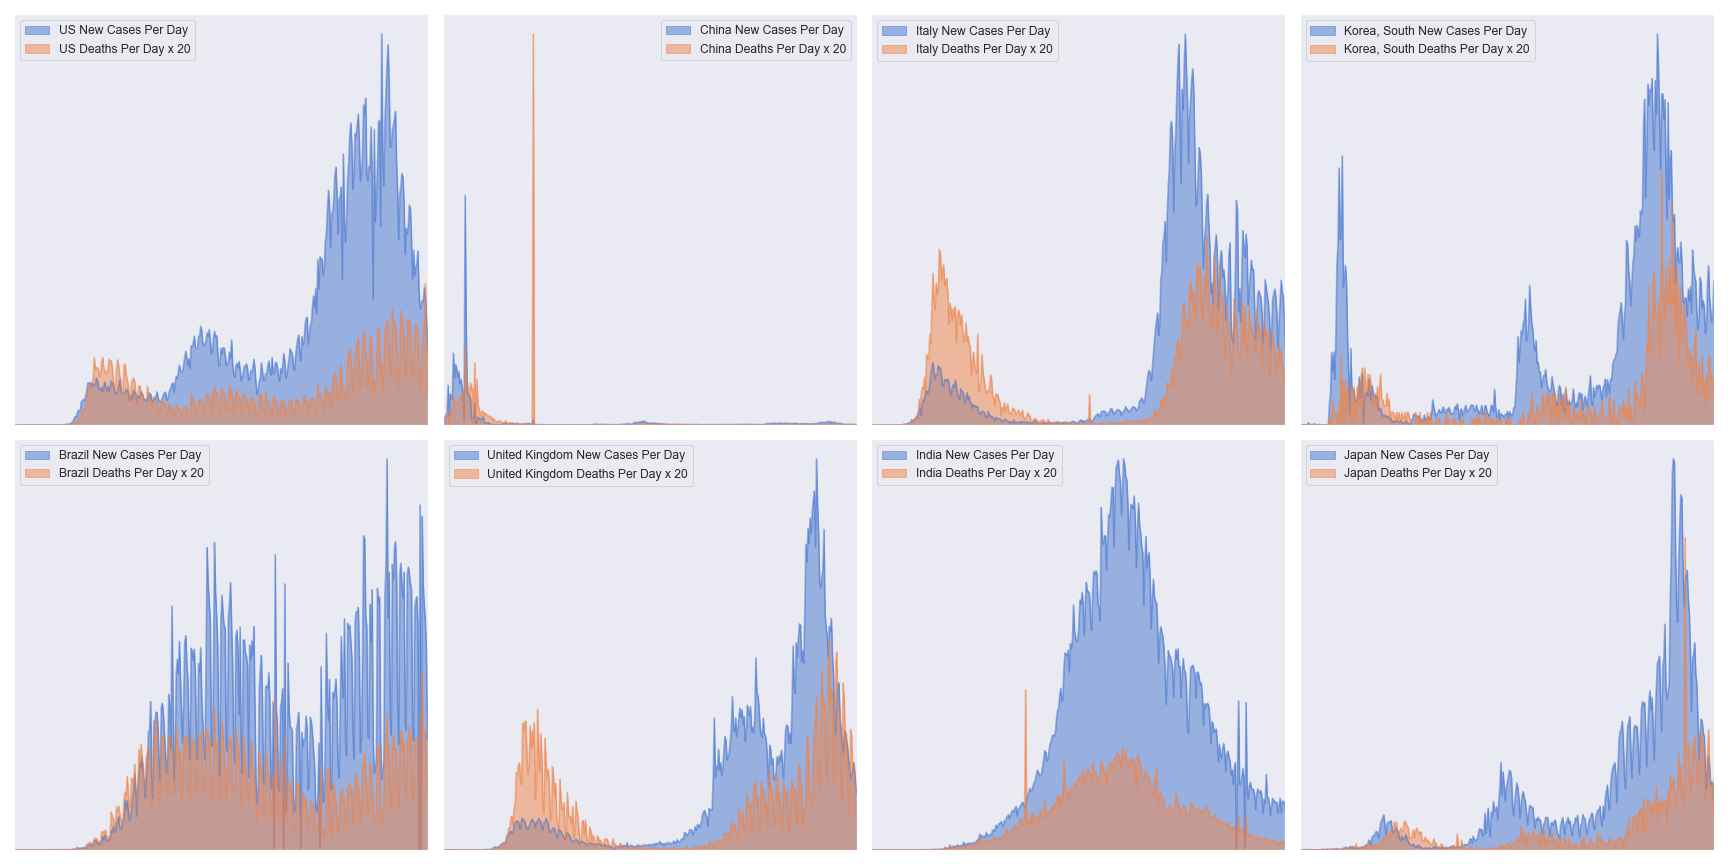 US New Cases Per Day
US Deaths Per Day x 20
China New Cases Per Day
China Deaths Per Day x 20
Italy New Cases Per Day
Italy Deaths Per Day x 20
Korea, South New Cases Per Day
Korea, South Deaths Per Day x 20
Brazil New Cases Per Day
Brazil Deaths Per Day x 20
United Kingdom New Cases Per Day
United Kingdom Deaths Per Day x 20
India New Cases Per Day
India Deaths Per Day x 20
Japan New Cases Per Day
Japan Deaths Per Day x 20